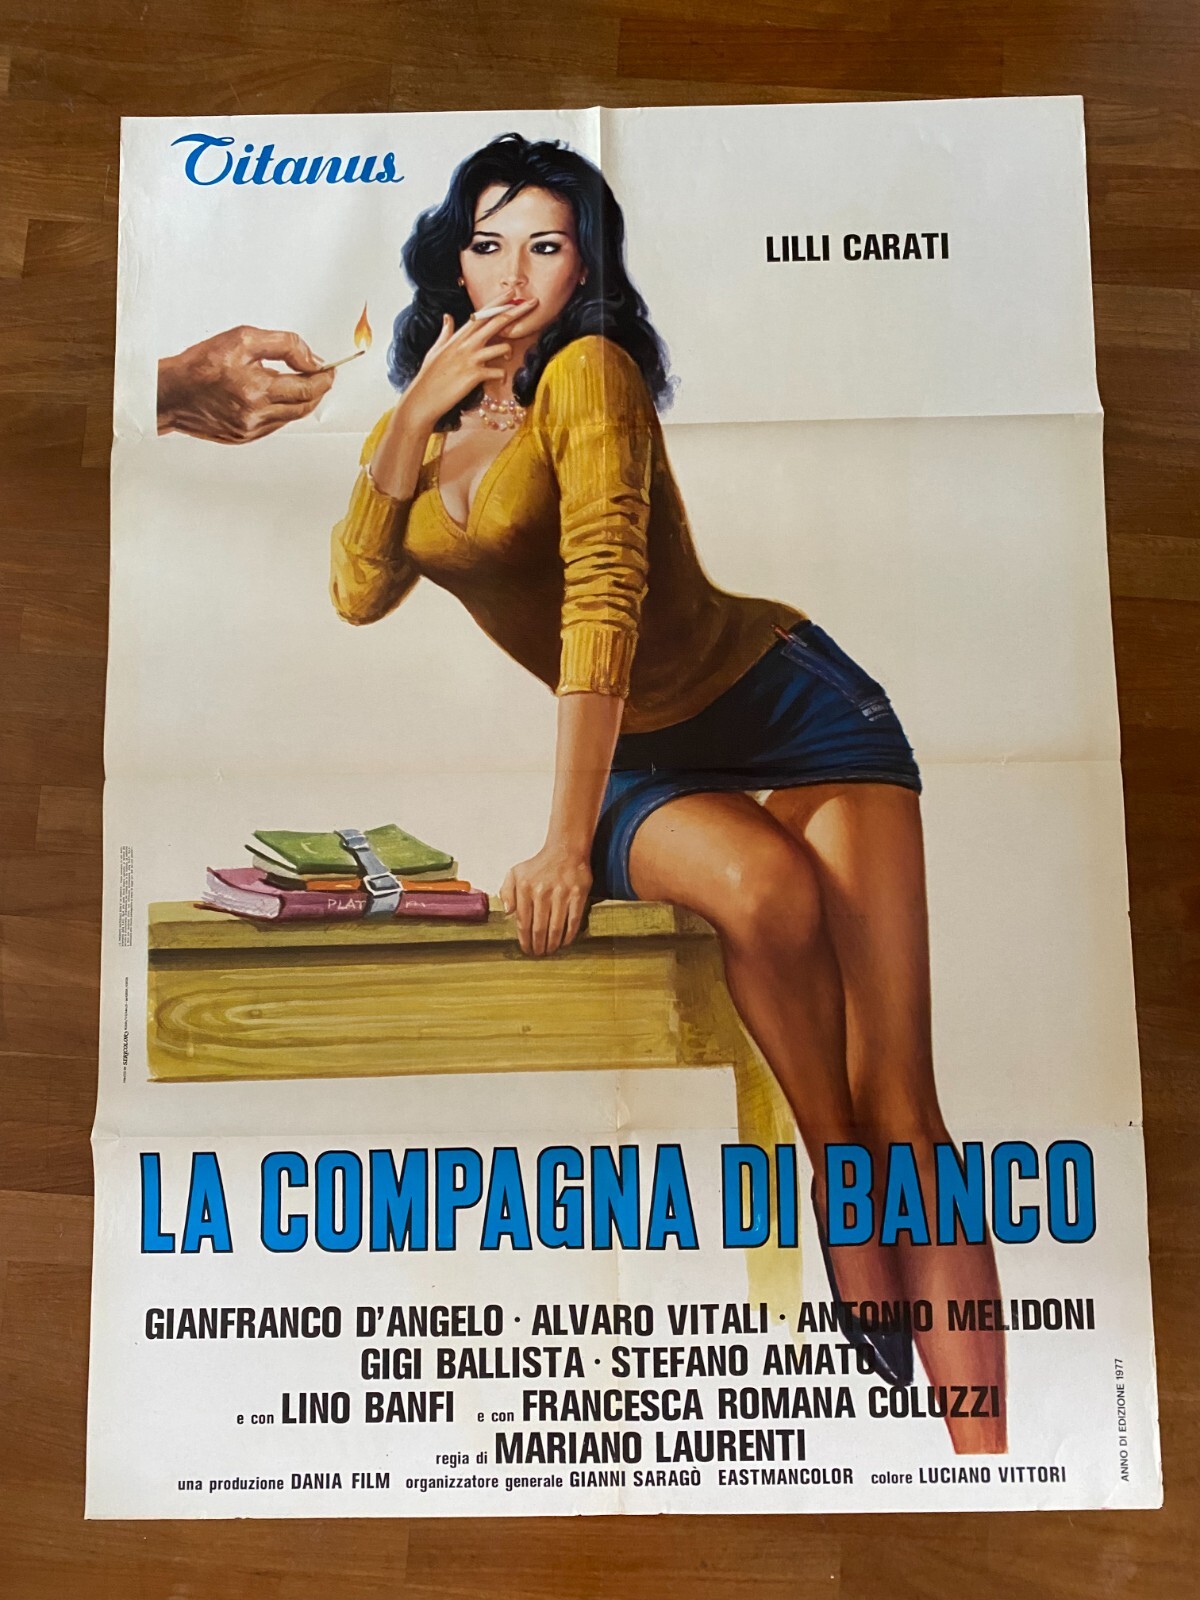 Titanus
LILLI CARATI
PLAT
LA COMPAGNA DI BANCO
GIANFRANCO D'ANGELO · ALVARO VITALI · ANTONIO MELIDONI
GIGI BALLISTA · STEFANO AMATO
e con LINO BANFI e con FRANCESCA ROMANA COLUZZI
regia di MARIANO LAURENTI
una produzione DANIA FILM organizzatore generale GIANNI SARAGÒ EASTMANCOLOR colore LUCIANO VITTORI
ANNO DI EDIZIONE 1977